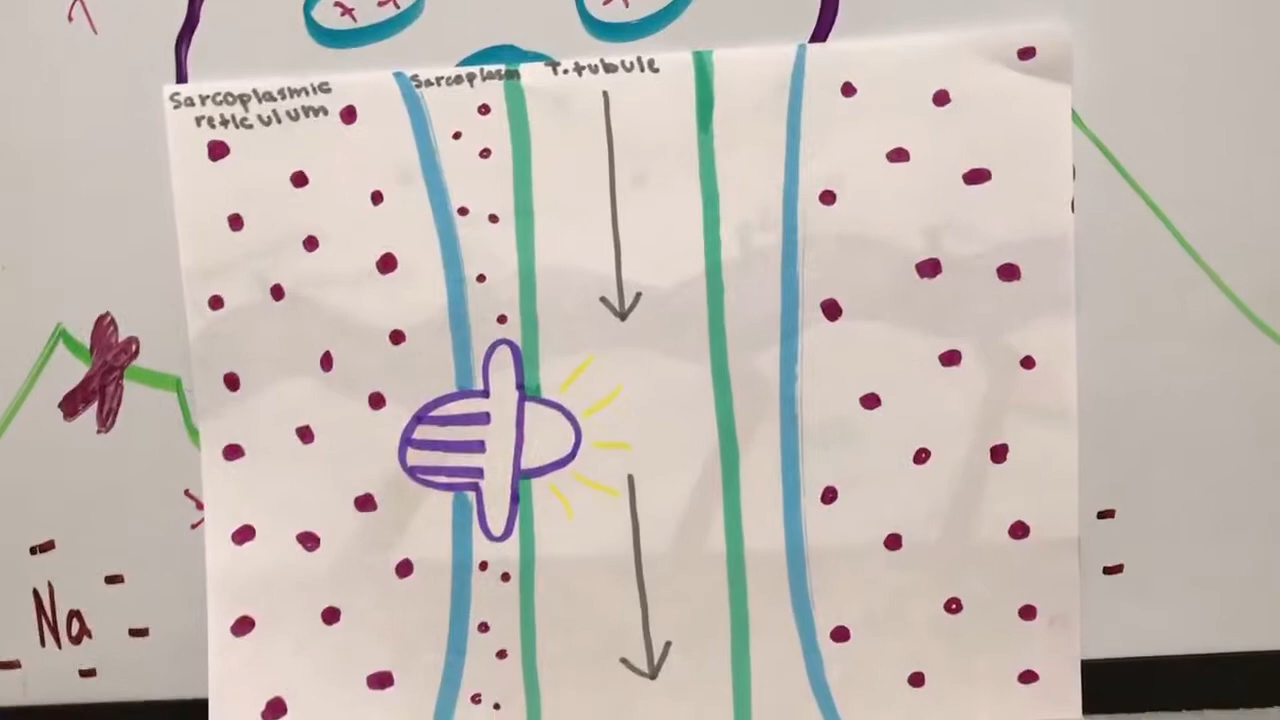 Sarcoplasmic
reticulum
Sarcoplasm
T. tubule
Na